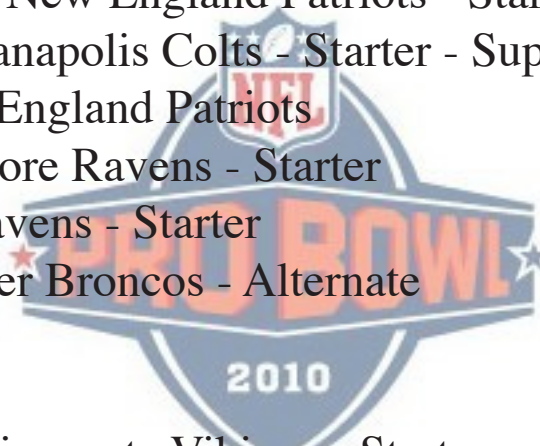 New England Patriots - Star
anapolis Colts - Starter - Sup
England Patriots
NFL
ore Ravens - Starter
avens - Starter
PRO BOWL
er Broncos - Alternate
2010